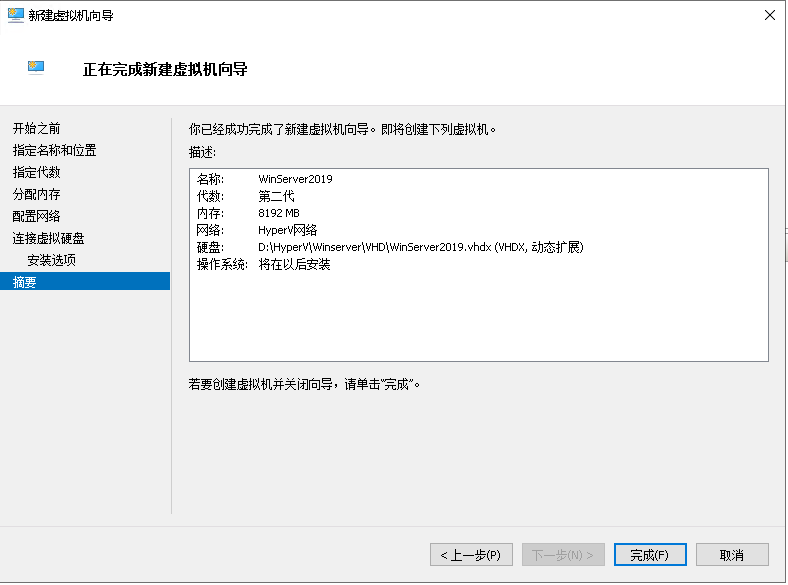 新建虚拟机向导
正在完成新建虚拟机向导
开始之前
指定名称和位置
指定代数
分配内存
配置网络
连接虚拟硬盘
安装选项
摘要
你已经成功完成了新建虚拟机向导。即将创建下列虚拟机。
描述:
名称: WinServer2019
代数: 第二代
内存: 8192 MB
网络: HyperV网络
硬盘: D:\HyperV\Winserver\VHD\WinServer2019.vhdx (VHDX, 动态扩展)
操作系统: 将在以后安装
若要创建虚拟机并关闭向导，请单击“完成”。
< 上一步(P) 下一步(N) > 完成(F) 取消